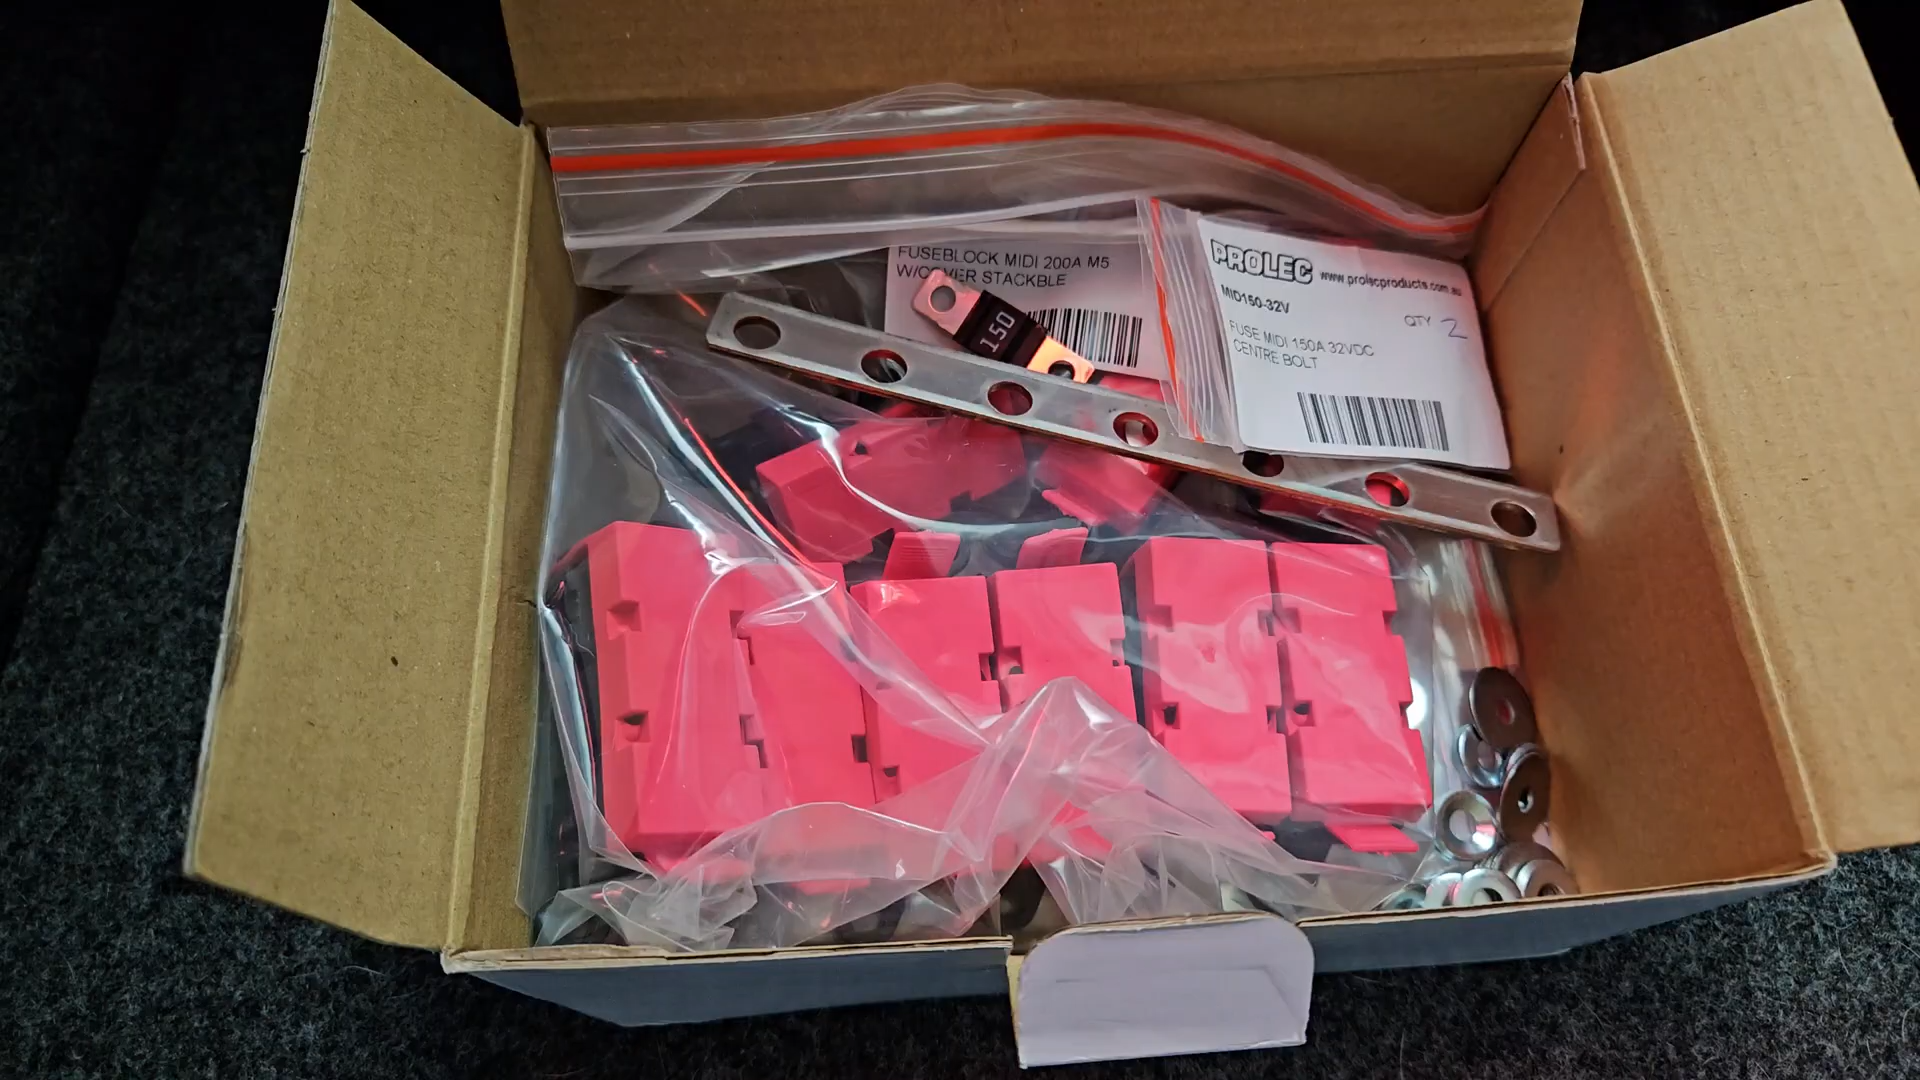 FUSEBLOCK MIDI 200A M5
W/COVER STACKBLE
150
PROLEC www.prolecproducts.com.au
MID150-32V
QTY 2
FUSE MIDI 150A 32VDC
CENTRE BOLT